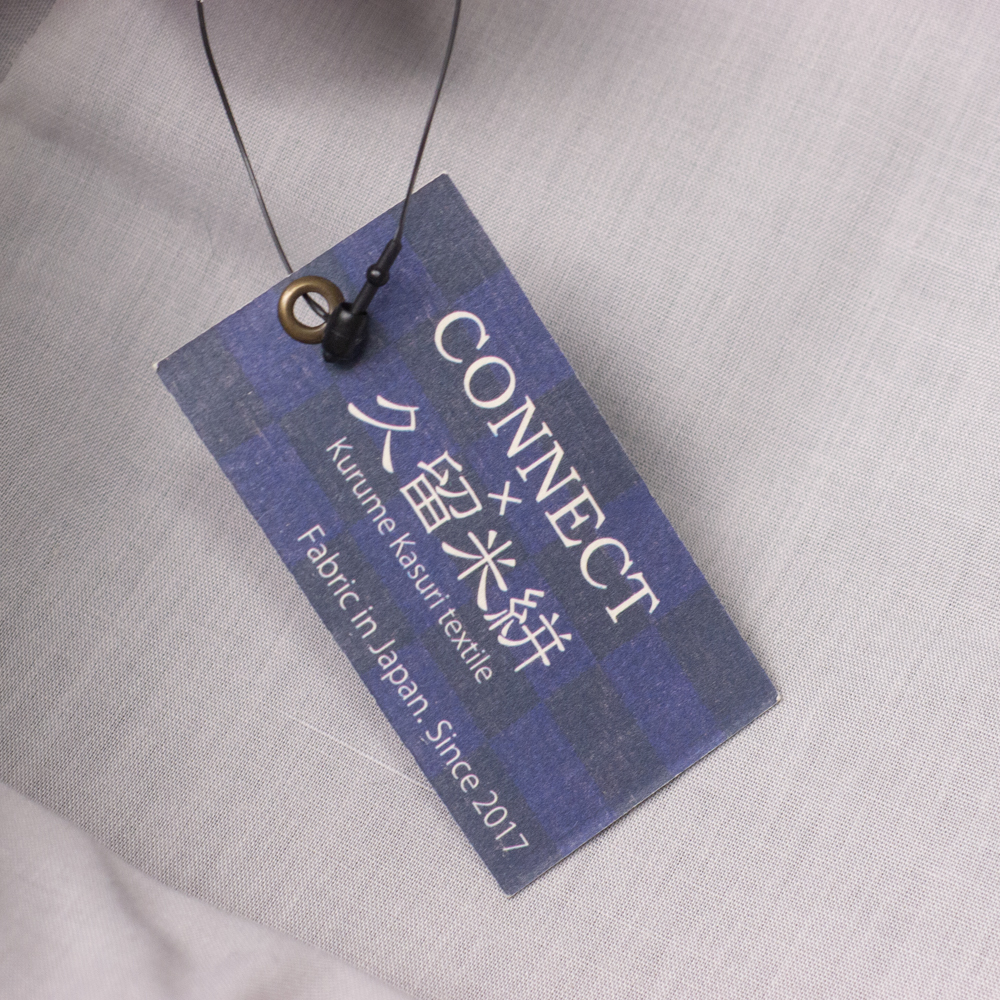 CONNECT
×
久留米絣
Kurume Kasuri textile
Fabric in Japan. Since 2017